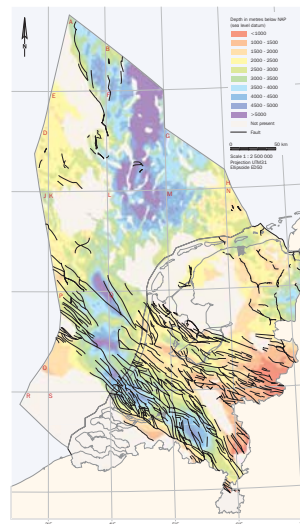 N
Depth in metres below NAP
(sea level datum)
<1000
1000 - 1500
1500 - 2000
2000 - 2500
2500 - 3000
3000 - 3500
3500 - 4000
4000 - 4500
4500 - 5000
>5000
Not present
Fault
0 50 km
Scale 1 : 2 500 000
Projection UTM31
Ellipsoide ED50
A
B
E
F
D
G
H
J K
L
M
N
Q
R S